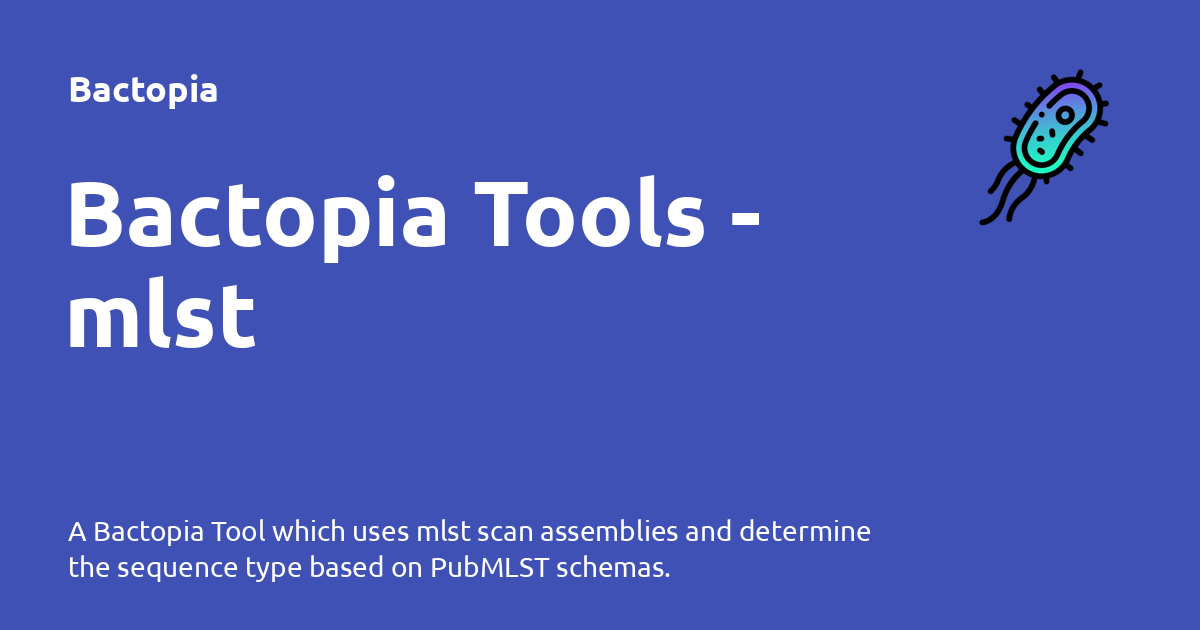 Bactopia
Bactopia Tools -
mlst
A Bactopia Tool which uses mlst scan assemblies and determine
the sequence type based on PubMLST schemas.